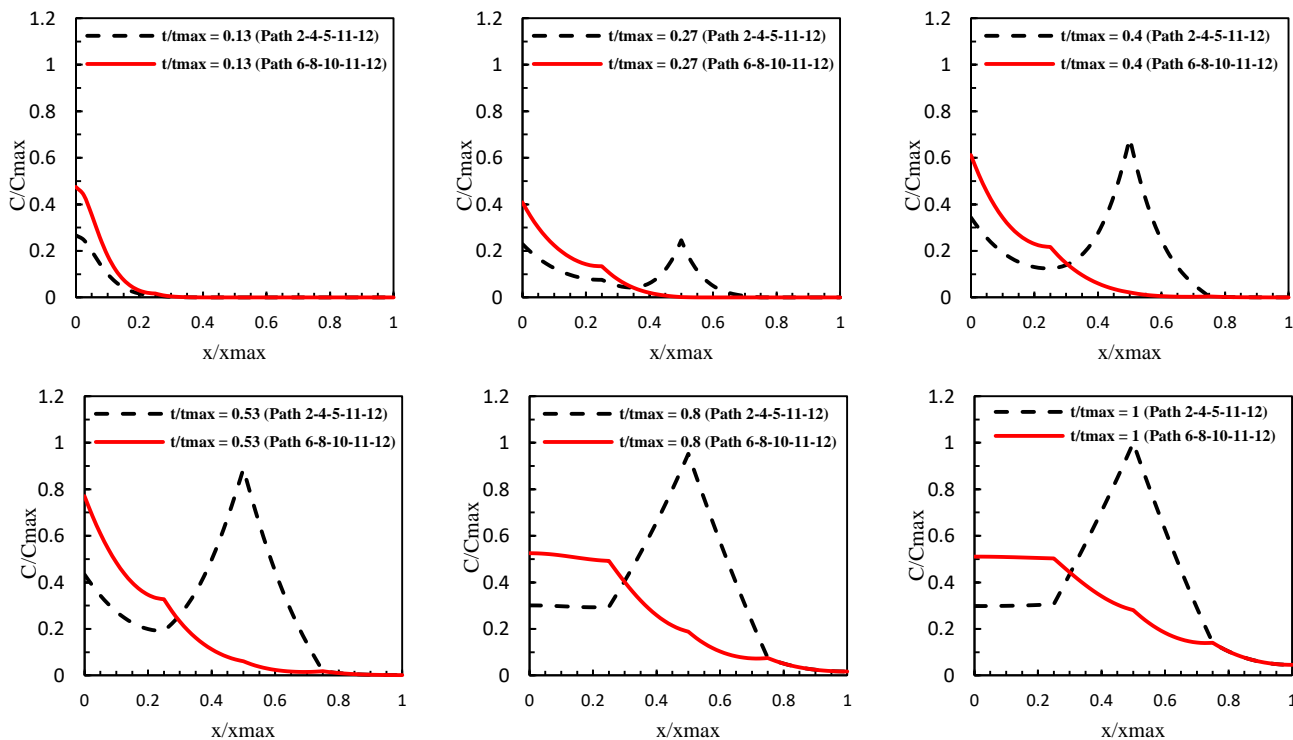 t/tmax = 0.13 (Path 2-4-5-11-12)
t/tmax = 0.13 (Path 6-8-10-11-12)
C/Cmax
1.2
1
0.8
0.6
0.4
0.2
0
0 0.2 0.4 0.6 0.8 1
x/xmax
t/tmax = 0.27 (Path 2-4-5-11-12)
t/tmax = 0.27 (Path 6-8-10-11-12)
C/Cmax
1.2
1
0.8
0.6
0.4
0.2
0
0 0.2 0.4 0.6 0.8 1
x/xmax
t/tmax = 0.4 (Path 2-4-5-11-12)
t/tmax = 0.4 (Path 6-8-10-11-12)
C/Cmax
1.2
1
0.8
0.6
0.4
0.2
0
0 0.2 0.4 0.6 0.8 1
x/xmax
t/tmax = 0.53 (Path 2-4-5-11-12)
t/tmax = 0.53 (Path 6-8-10-11-12)
C/Cmax
1.2
1
0.8
0.6
0.4
0.2
0
0 0.2 0.4 0.6 0.8 1
x/xmax
t/tmax = 0.8 (Path 2-4-5-11-12)
t/tmax = 0.8 (Path 6-8-10-11-12)
C/Cmax
1.2
1
0.8
0.6
0.4
0.2
0
0 0.2 0.4 0.6 0.8 1
x/xmax
t/tmax = 1 (Path 2-4-5-11-12)
t/tmax = 1 (Path 6-8-10-11-12)
C/Cmax
1.2
1
0.8
0.6
0.4
0.2
0
0 0.2 0.4 0.6 0.8 1
x/xmax